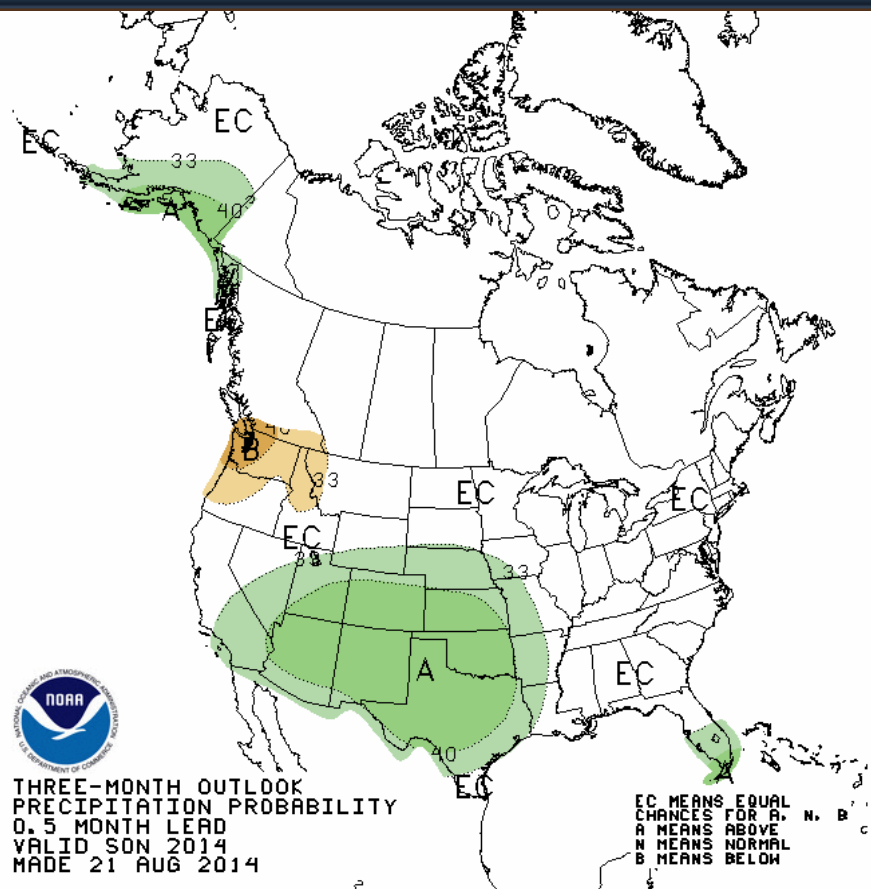 EC
EC
33
A
40
EC
40
B
33
EC
EC
EC
33
33
A
EC
40
EC
A
NOAA
NATIONAL OCEANIC AND ATMOSPHERIC ADMINISTRATION
U.S. DEPARTMENT OF COMMERCE
THREE-MONTH OUTLOOK
PRECIPITATION PROBABILITY
0.5 MONTH LEAD
VALID SON 2014
MADE 21 AUG 2014
EC MEANS EQUAL
CHANCES FOR A, N, B
A MEANS ABOVE
N MEANS NORMAL
B MEANS BELOW